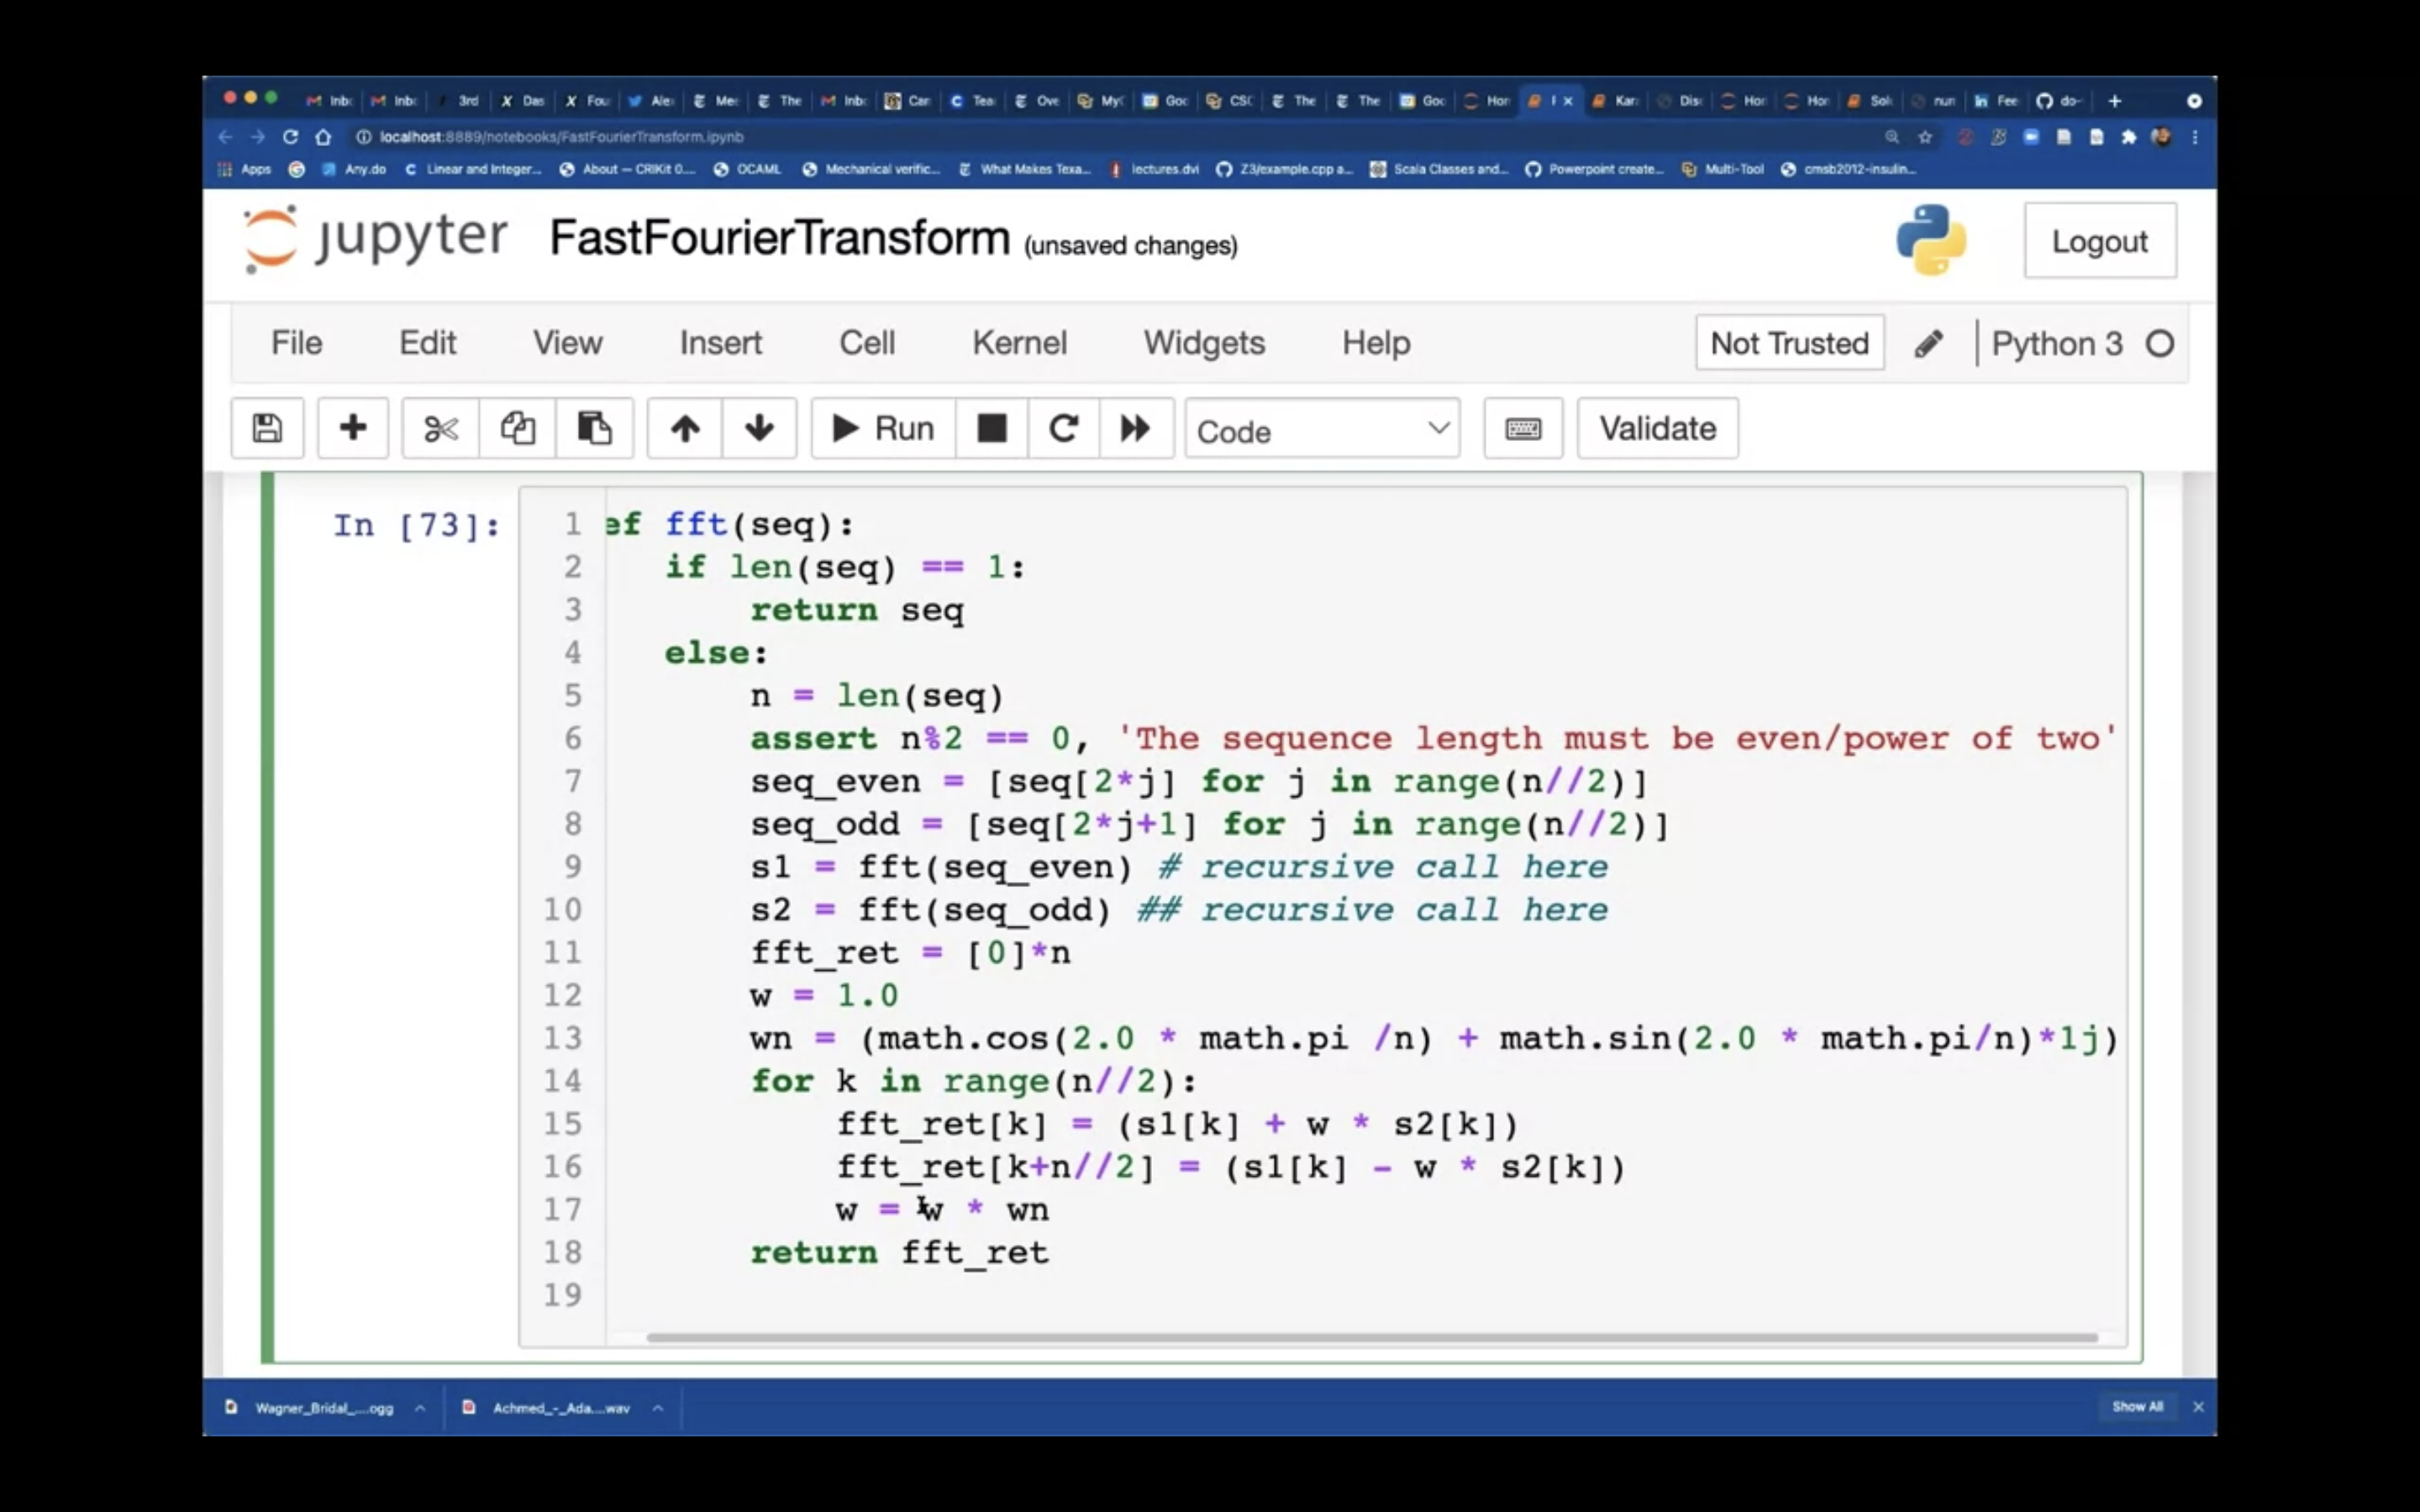 Inb Inb 3rd Das Fou Ale Mee The Inb Can Tea Ove My Goo CSC The The Goo Hor Kar Dis Hor Hor Sol num Fee do-
localhost:8889/notebooks/FastFourierTransform.ipynb
Apps Any.do Linear and Integer... About — CRIKit 0.... OCAML Mechanical verific... What Makes Texa... lectures.dvi Z3/example.cpp a... Scala Classes and... Powerpoint create... Multi-Tool cmsb2012-insulin...
jupyter FastFourierTransform (unsaved changes) Logout
File Edit View Insert Cell Kernel Widgets Help Not Trusted Python 3
Run Code Validate
In [73]: 1 ef fft(seq):
2 if len(seq) == 1:
3 return seq
4 else:
5 n = len(seq)
6 assert n%2 == 0, 'The sequence length must be even/power of two'
7 seq_even = [seq[2*j] for j in range(n//2)]
8 seq_odd = [seq[2*j+1] for j in range(n//2)]
9 s1 = fft(seq_even) # recursive call here
10 s2 = fft(seq_odd) ## recursive call here
11 fft_ret = [0]*n
12 w = 1.0
13 wn = (math.cos(2.0 * math.pi /n) + math.sin(2.0 * math.pi/n)*1j)
14 for k in range(n//2):
15 fft_ret[k] = (s1[k] + w * s2[k])
16 fft_ret[k+n//2] = (s1[k] - w * s2[k])
17 w = w * wn
18 return fft_ret
19
Wagner_Bridal_....ogg Achmed_-_Ada....wav Show All